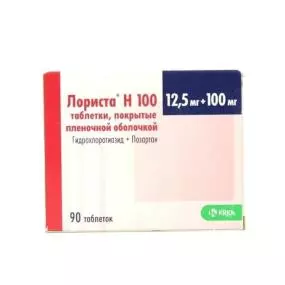 Лориста® Н 100
12,5 мг + 100 мг
таблетки, покрытые
пленочной оболочкой
Гидрохлоротиазид + Лозартан
90 таблеток
KRKA